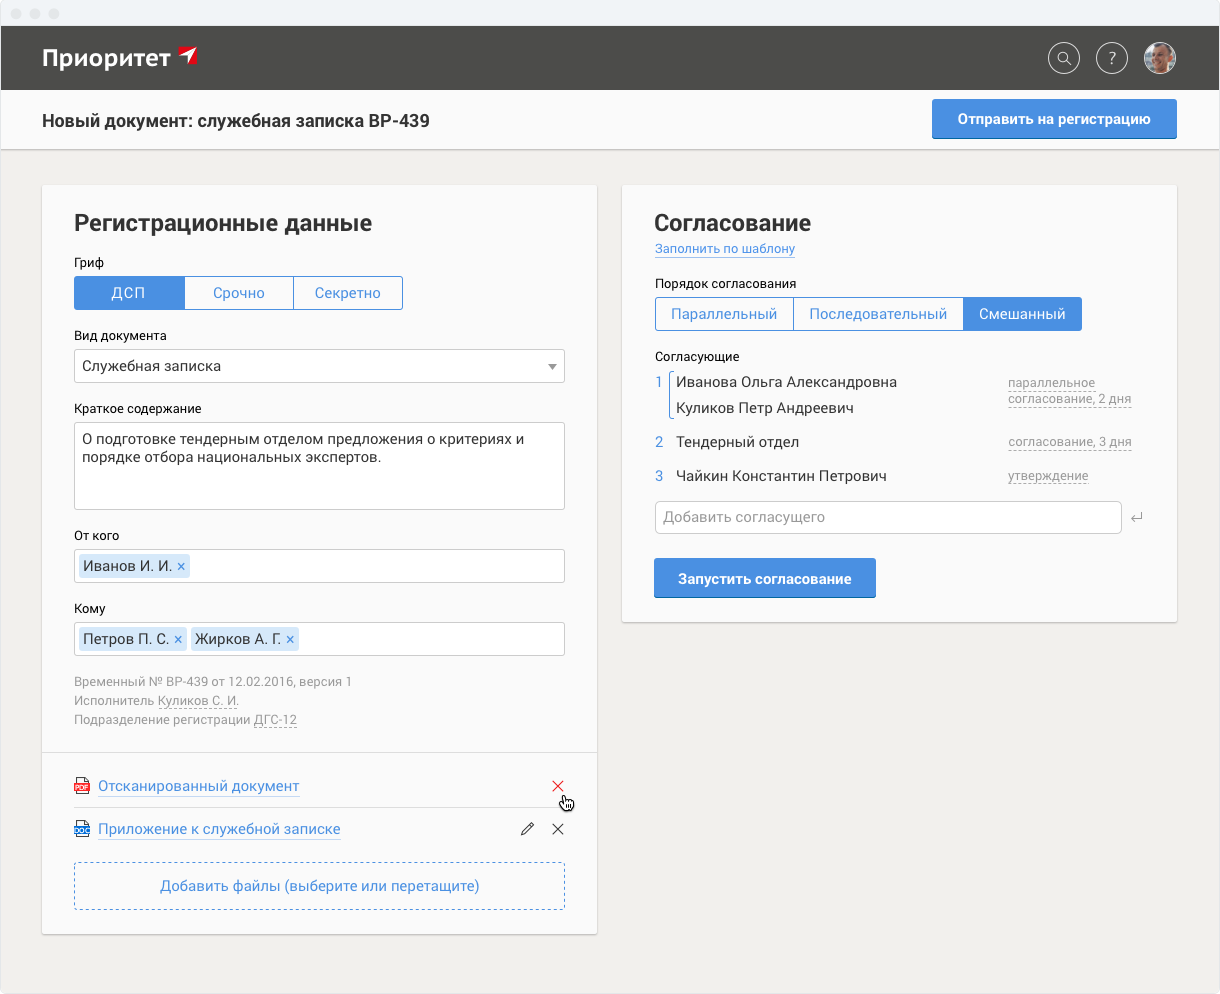 Приоритет
?
Новый документ: служебная записка ВР-439
Отправить на регистрацию
Регистрационные данные
Гриф
ДСП
Срочно
Секретно
Вид документа
Служебная записка
Краткое содержание
О подготовке тендерным отделом предложения о критериях и
порядке отбора национальных экспертов.
От кого
Иванов И. И. ×
Кому
Петров П. С. × Жирков А. Г. ×
Временный № ВР-439 от 12.02.2016, версия 1
Исполнитель Куликов С. И.
Подразделение регистрации ДГС-12
PDF Отсканированный документ
DOC Приложение к служебной записке
Добавить файлы (выберите или перетащите)
Согласование
Заполнить по шаблону
Порядок согласования
Параллельный
Последовательный
Смешанный
Согласующие
1 Иванова Ольга Александровна
Куликов Петр Андреевич
параллельное
согласование, 2 дня
2 Тендерный отдел согласование, 3 дня
3 Чайкин Константин Петрович утверждение
Добавить согласущего
Запустить согласование